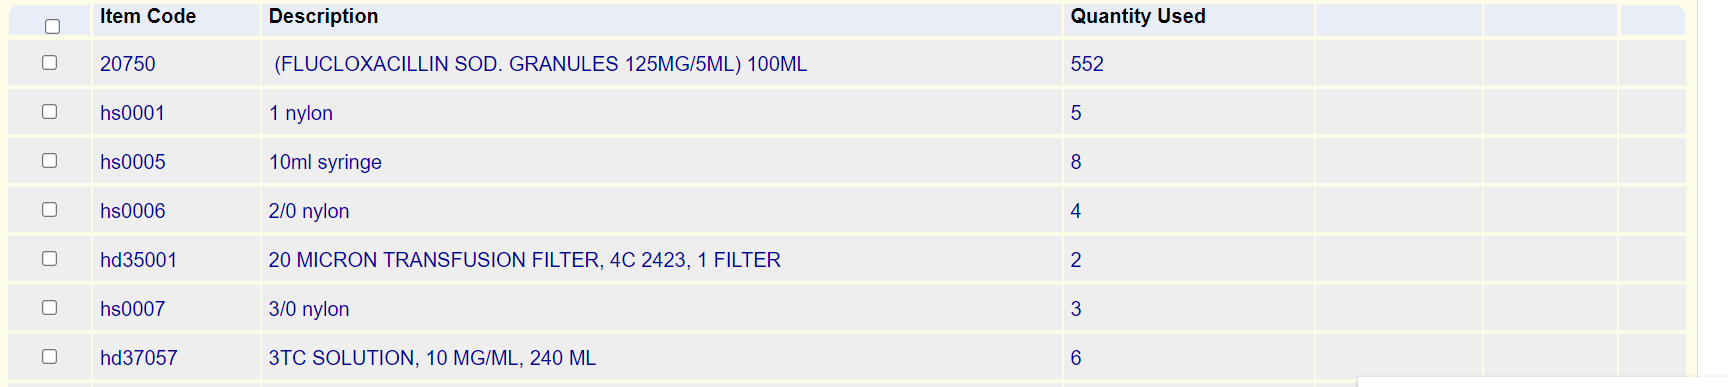 Item Code Description Quantity Used
20750 (FLUCLOXACILLIN SOD. GRANULES 125MG/5ML) 100ML 552
hs0001 1 nylon 5
hs0005 10ml syringe 8
hs0006 2/0 nylon 4
hd35001 20 MICRON TRANSFUSION FILTER, 4C 2423, 1 FILTER 2
hs0007 3/0 nylon 3
hd37057 3TC SOLUTION, 10 MG/ML, 240 ML 6